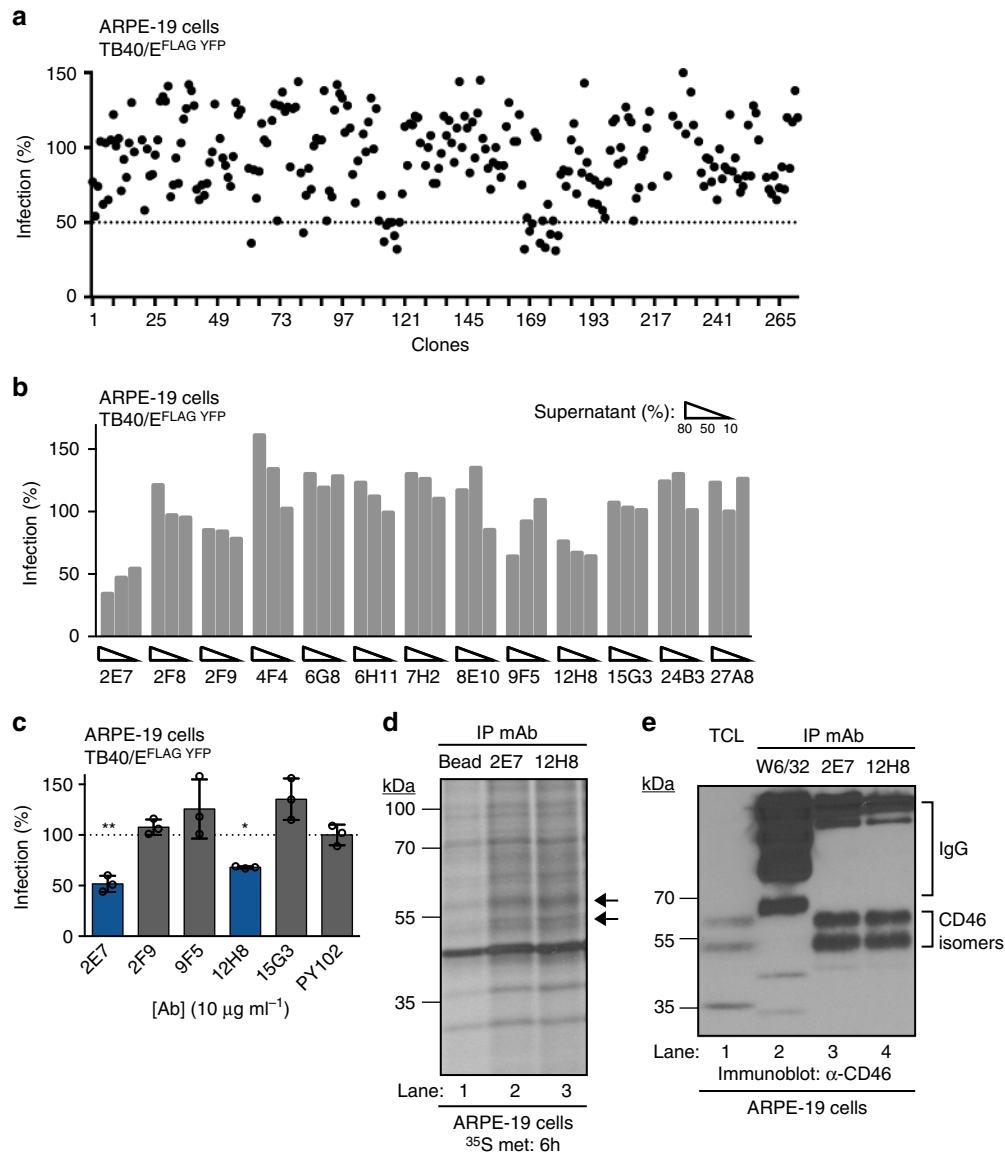 a
ARPE-19 cells
TB40/E^FLAG YFP
Infection (%)
150
100
50
0
1 25 49 73 97 121 145 169 193 217 241 265
Clones
b
ARPE-19 cells
TB40/E^FLAG YFP
Supernatant (%):
80 50 10
Infection (%)
150
100
50
0
2E7 2F8 2F9 4F4 6G8 6H11 7H2 8E10 9F5 12H8 15G3 24B3 27A8
c
ARPE-19 cells
TB40/E^FLAG YFP
Infection (%)
150
100
50
0
** *
2E7 2F9 9F5 12H8 15G3 PY102
[Ab] (10 μg ml⁻¹)
d
IP mAb
Bead 2E7 12H8
kDa
100
70
55
35
Lane: 1 2 3
ARPE-19 cells
³⁵S met: 6h
e
TCL IP mAb
W6/32 2E7 12H8
kDa
70
55
35
IgG
CD46
isomers
Lane: 1 2 3 4
Immunoblot: α-CD46
ARPE-19 cells